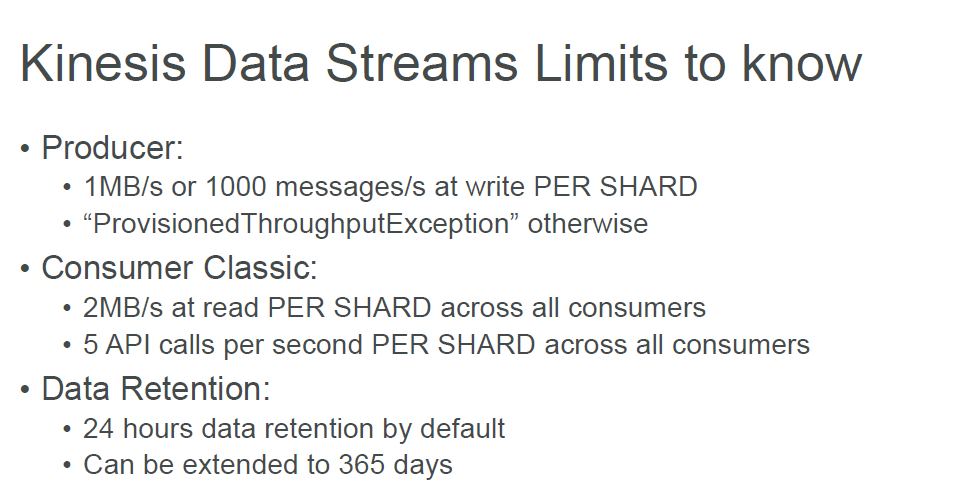 Kinesis Data Streams Limits to know
• Producer:
• 1MB/s or 1000 messages/s at write PER SHARD
• “ProvisionedThroughputException” otherwise
• Consumer Classic:
• 2MB/s at read PER SHARD across all consumers
• 5 API calls per second PER SHARD across all consumers
• Data Retention:
• 24 hours data retention by default
• Can be extended to 365 days